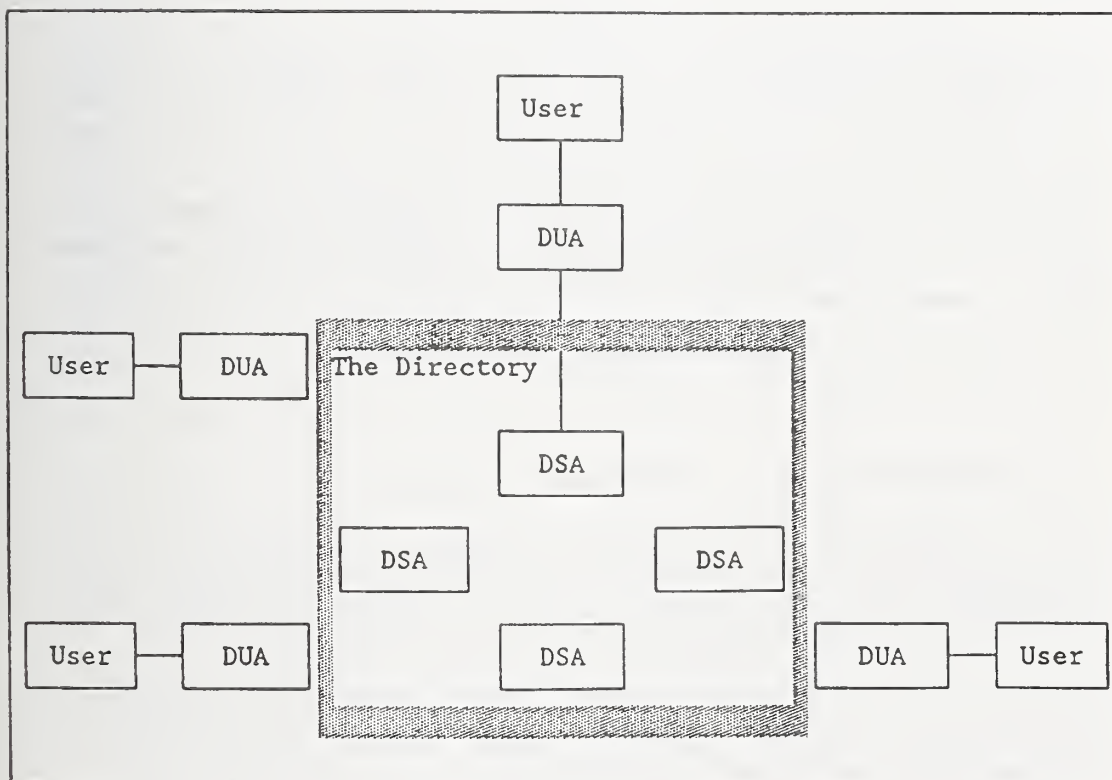 User
DUA
User DUA
The Directory
DSA
DSA DSA
User DUA DSA DUA User